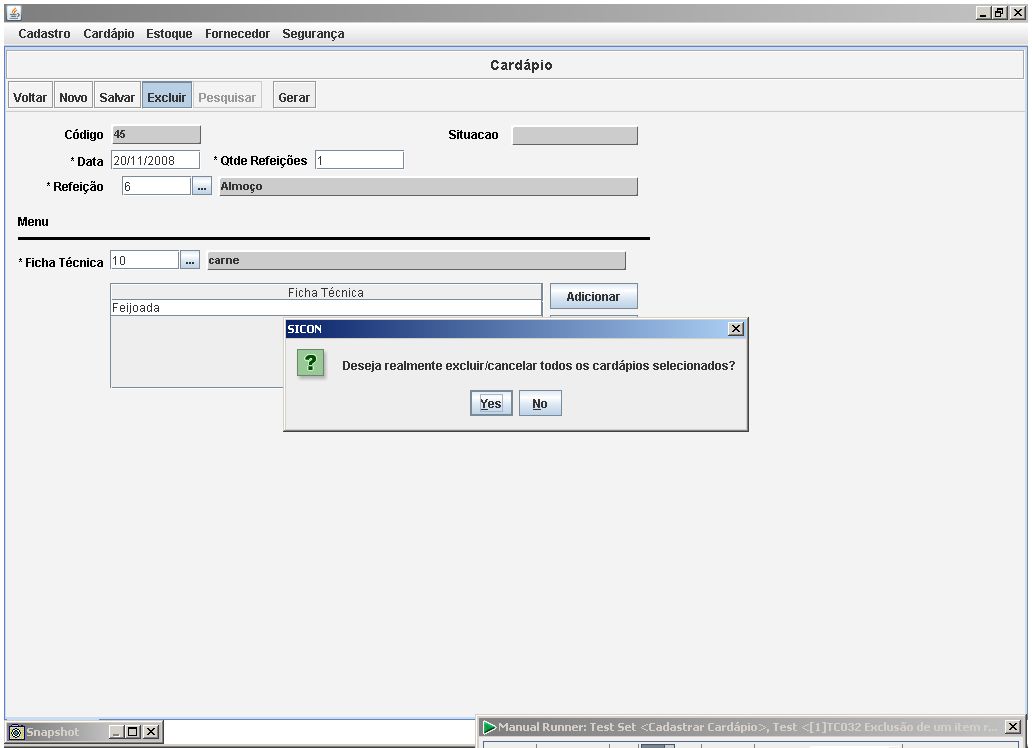 Cadastro Cardápio Estoque Fornecedor Segurança
Cardápio
Voltar Novo Salvar Excluir Pesquisar Gerar
Código 45 Situacao
* Data 20/11/2008 * Qtde Refeições 1
* Refeição 6 ... Almoço
Menu
* Ficha Técnica 10 ... carne
Ficha Técnica
Feijoada
Adicionar
SICON
? Deseja realmente excluir/cancelar todos os cardápios selecionados?
Yes No
Snapshot
Manual Runner: Test Set <Cadastrar Cardápio>, Test <[1]TC032 Exclusão de um item r...